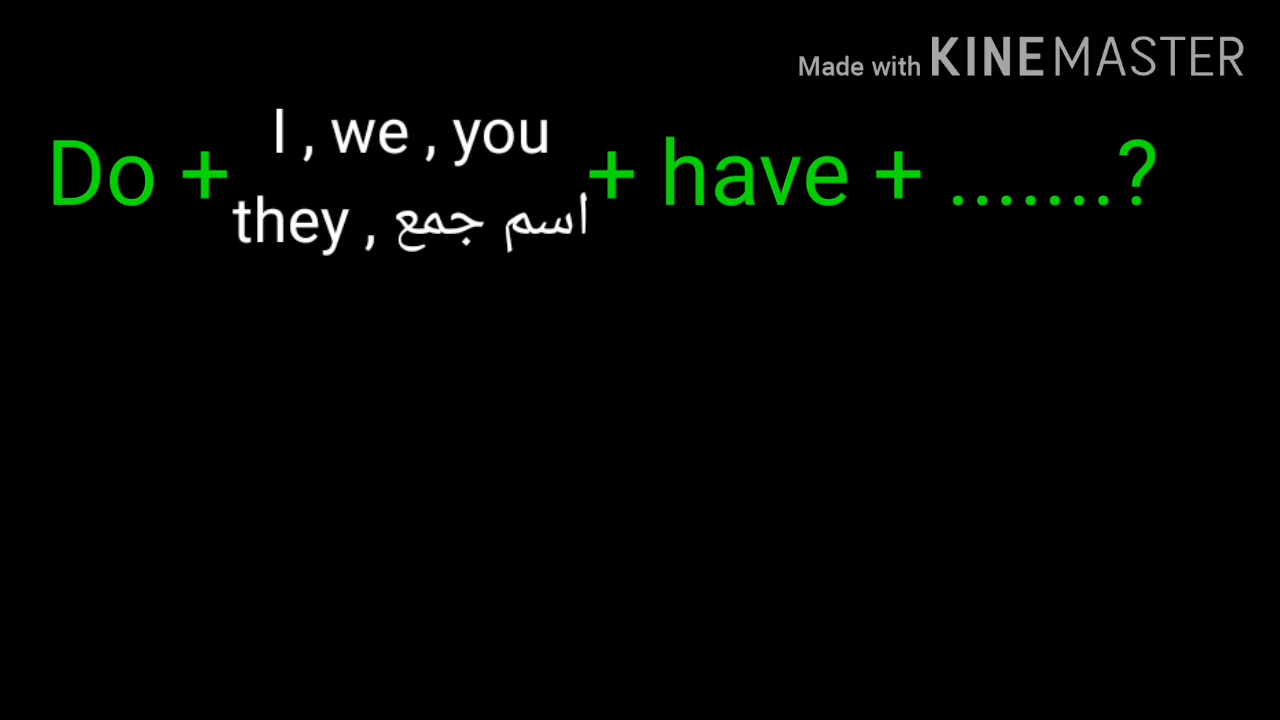 Made with KINEMASTER
I , we , you
Do + + have + .......?
they , اسم جمع